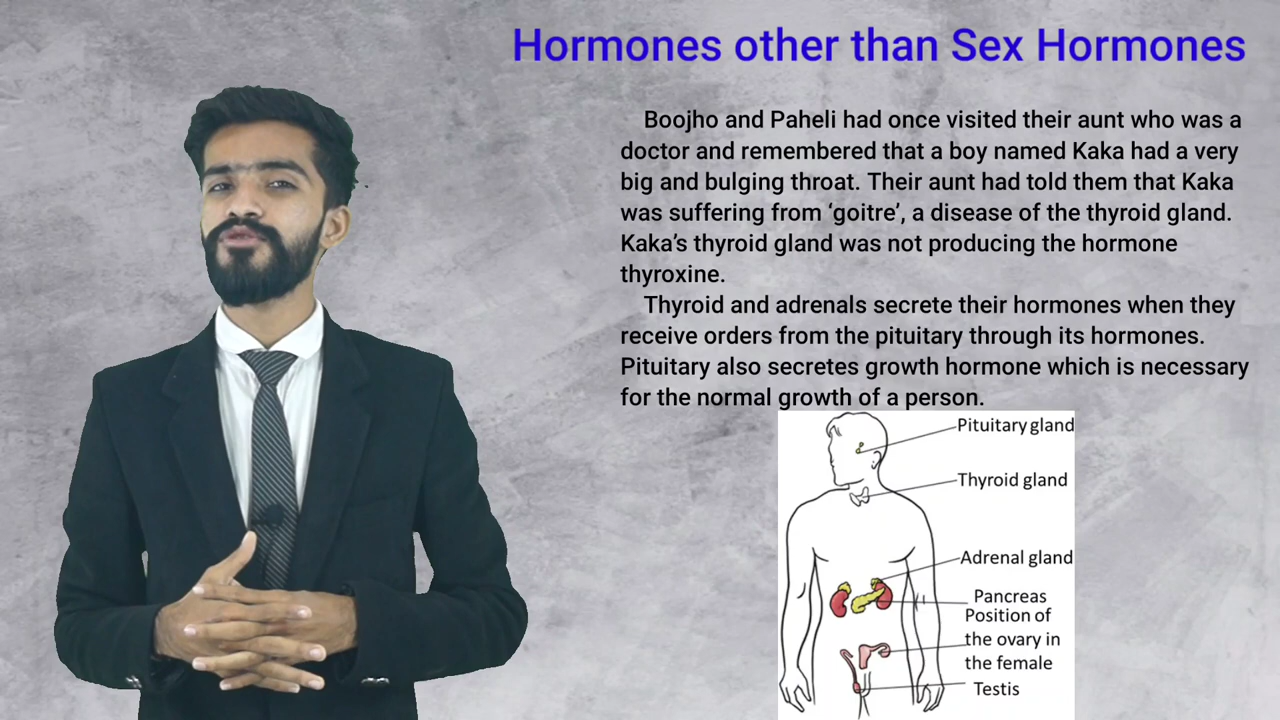 Hormones other than Sex Hormones
Boojho and Paheli had once visited their aunt who was a
doctor and remembered that a boy named Kaka had a very
big and bulging throat. Their aunt had told them that Kaka
was suffering from ‘goitre’, a disease of the thyroid gland.
Kaka’s thyroid gland was not producing the hormone
thyroxine.
Thyroid and adrenals secrete their hormones when they
receive orders from the pituitary through its hormones.
Pituitary also secretes growth hormone which is necessary
for the normal growth of a person.
Pituitary gland
Thyroid gland
Adrenal gland
Pancreas
Position of
the ovary in
the female
Testis